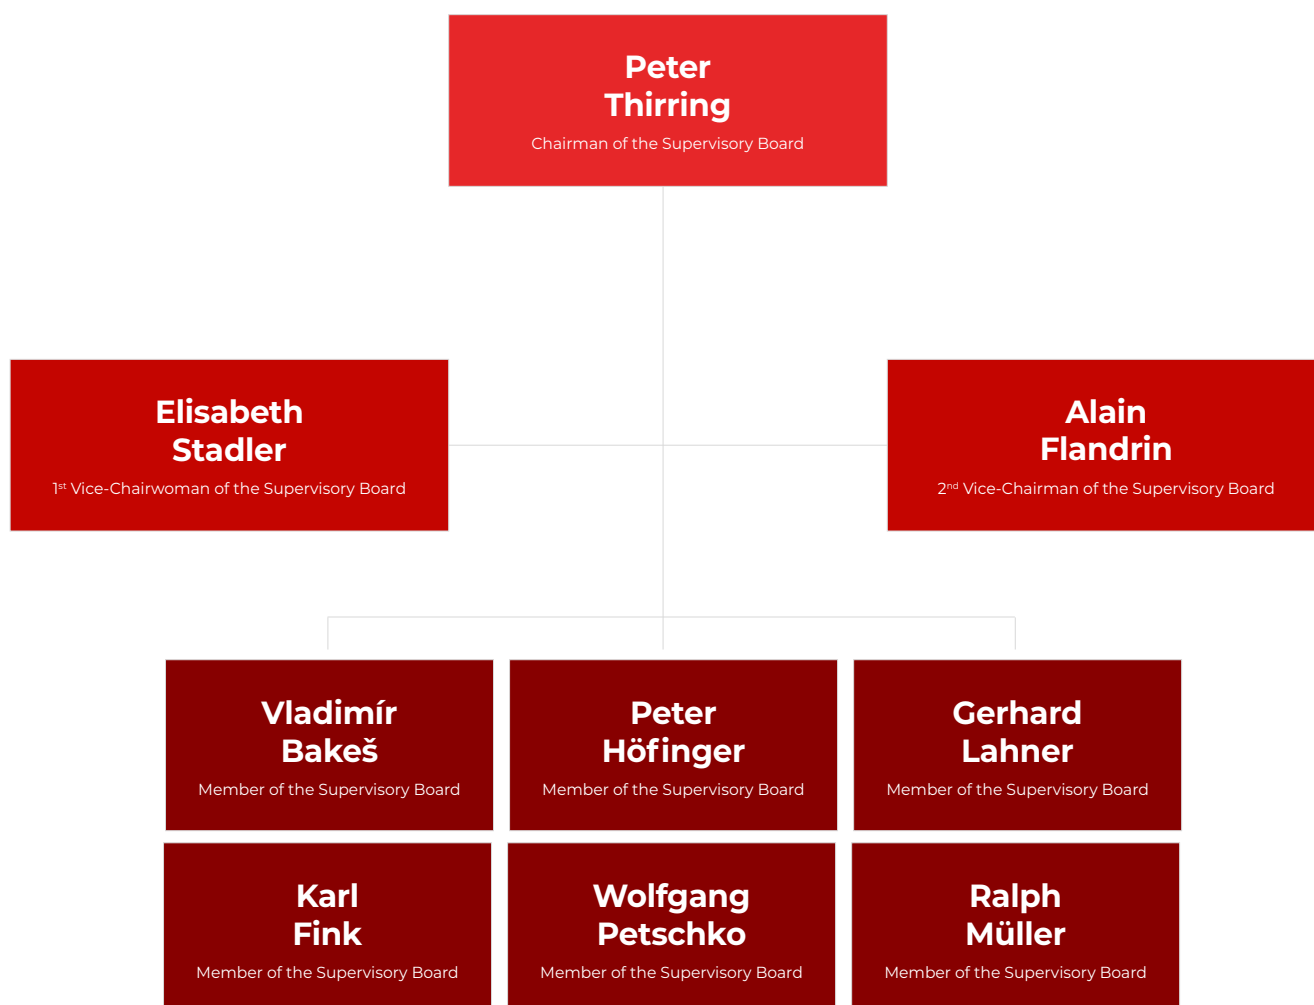 Peter
Thirring
Chairman of the Supervisory Board
Elisabeth
Stadler
1st Vice-Chairwoman of the Supervisory Board
Alain
Flandrin
2nd Vice-Chairman of the Supervisory Board
Vladimír
Bakeš
Member of the Supervisory Board
Peter
Höfinger
Member of the Supervisory Board
Gerhard
Lahner
Member of the Supervisory Board
Karl
Fink
Member of the Supervisory Board
Wolfgang
Petschko
Member of the Supervisory Board
Ralph
Müller
Member of the Supervisory Board